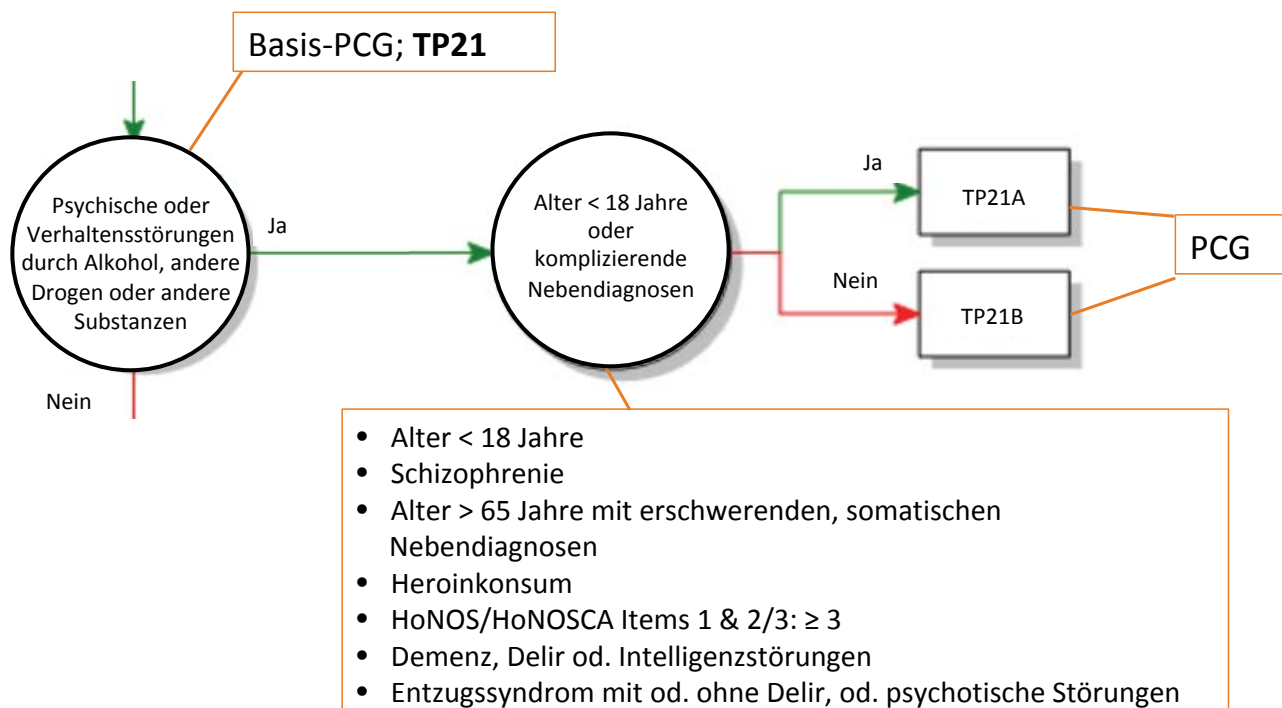 Basis-PCG; TP21
Psychische oder
Verhaltensstörungen
durch Alkohol, andere
Drogen oder andere
Substanzen
Ja
Nein
Alter < 18 Jahre
oder
komplizierende
Nebendiagnosen
Ja
TP21A
Nein
TP21B
PCG
• Alter < 18 Jahre
• Schizophrenie
• Alter > 65 Jahre mit erschwerenden, somatischen
Nebendiagnosen
• Heroinkonsum
• HoNOS/HoNOSCA Items 1 & 2/3: ≥ 3
• Demenz, Delir od. Intelligenzstörungen
• Entzugssyndrom mit od. ohne Delir, od. psychotische Störungen